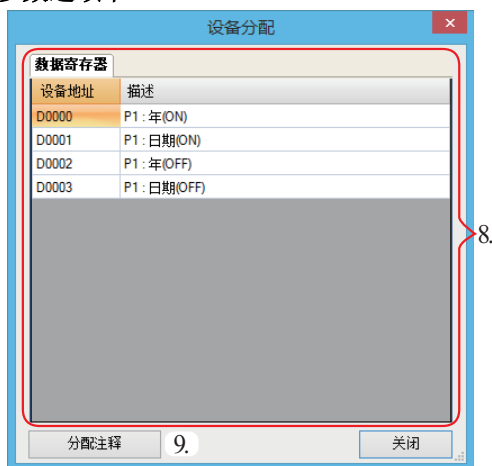 设备分配
数据寄存器
设备地址 描述
D0000 P1 : 年(ON)
D0001 P1 : 日期(ON)
D0002 P1 : 年(OFF)
D0003 P1 : 日期(OFF)
8.
分配注释 9. 关闭